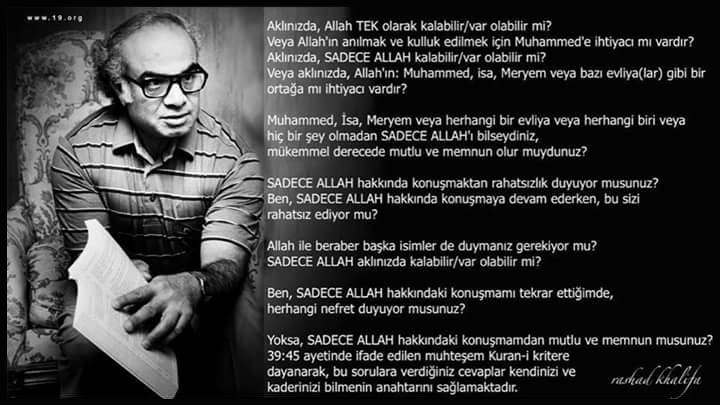 www.19.org
Aklınızda, Allah TEK olarak kalabilir/var olabilir mi?
Veya Allah'ın anılmak ve kulluk edilmek için Muhammed'e ihtiyacı mı vardır?
Aklınızda, SADECE ALLAH kalabilir/var olabilir mi?
Veya aklınızda, Allah'ın: Muhammed, isa, Meryem veya bazı evliya(lar) gibi bir
ortağa mı ihtiyacı vardır?
Muhammed, İsa, Meryem veya herhangi bir evliya veya herhangi biri veya
hiç bir şey olmadan SADECE ALLAH'ı bilseydiniz,
mükemmel derecede mutlu ve memnun olur muydunuz?
SADECE ALLAH hakkında konuşmaktan rahatsızlık duyuyor musunuz?
Ben, SADECE ALLAH hakkında konuşmaya devam ederken, bu sizi
rahatsız ediyor mu?
Allah ile beraber başka isimler de duymanız gerekiyor mu?
SADECE ALLAH aklınızda kalabilir/var olabilir mi?
Ben, SADECE ALLAH hakkındaki konuşmamı tekrar ettiğimde,
herhangi nefret duyuyor musunuz?
Yoksa, SADECE ALLAH hakkındaki konuşmamdan mutlu ve memnun musunuz?
39:45 ayetinde ifade edilen muhteşem Kuran-i kritere
dayanarak, bu sorulara verdiğiniz cevaplar kendinizi ve
kaderinizi bilmenin anahtarını sağlamaktadır.
rashad khalifa